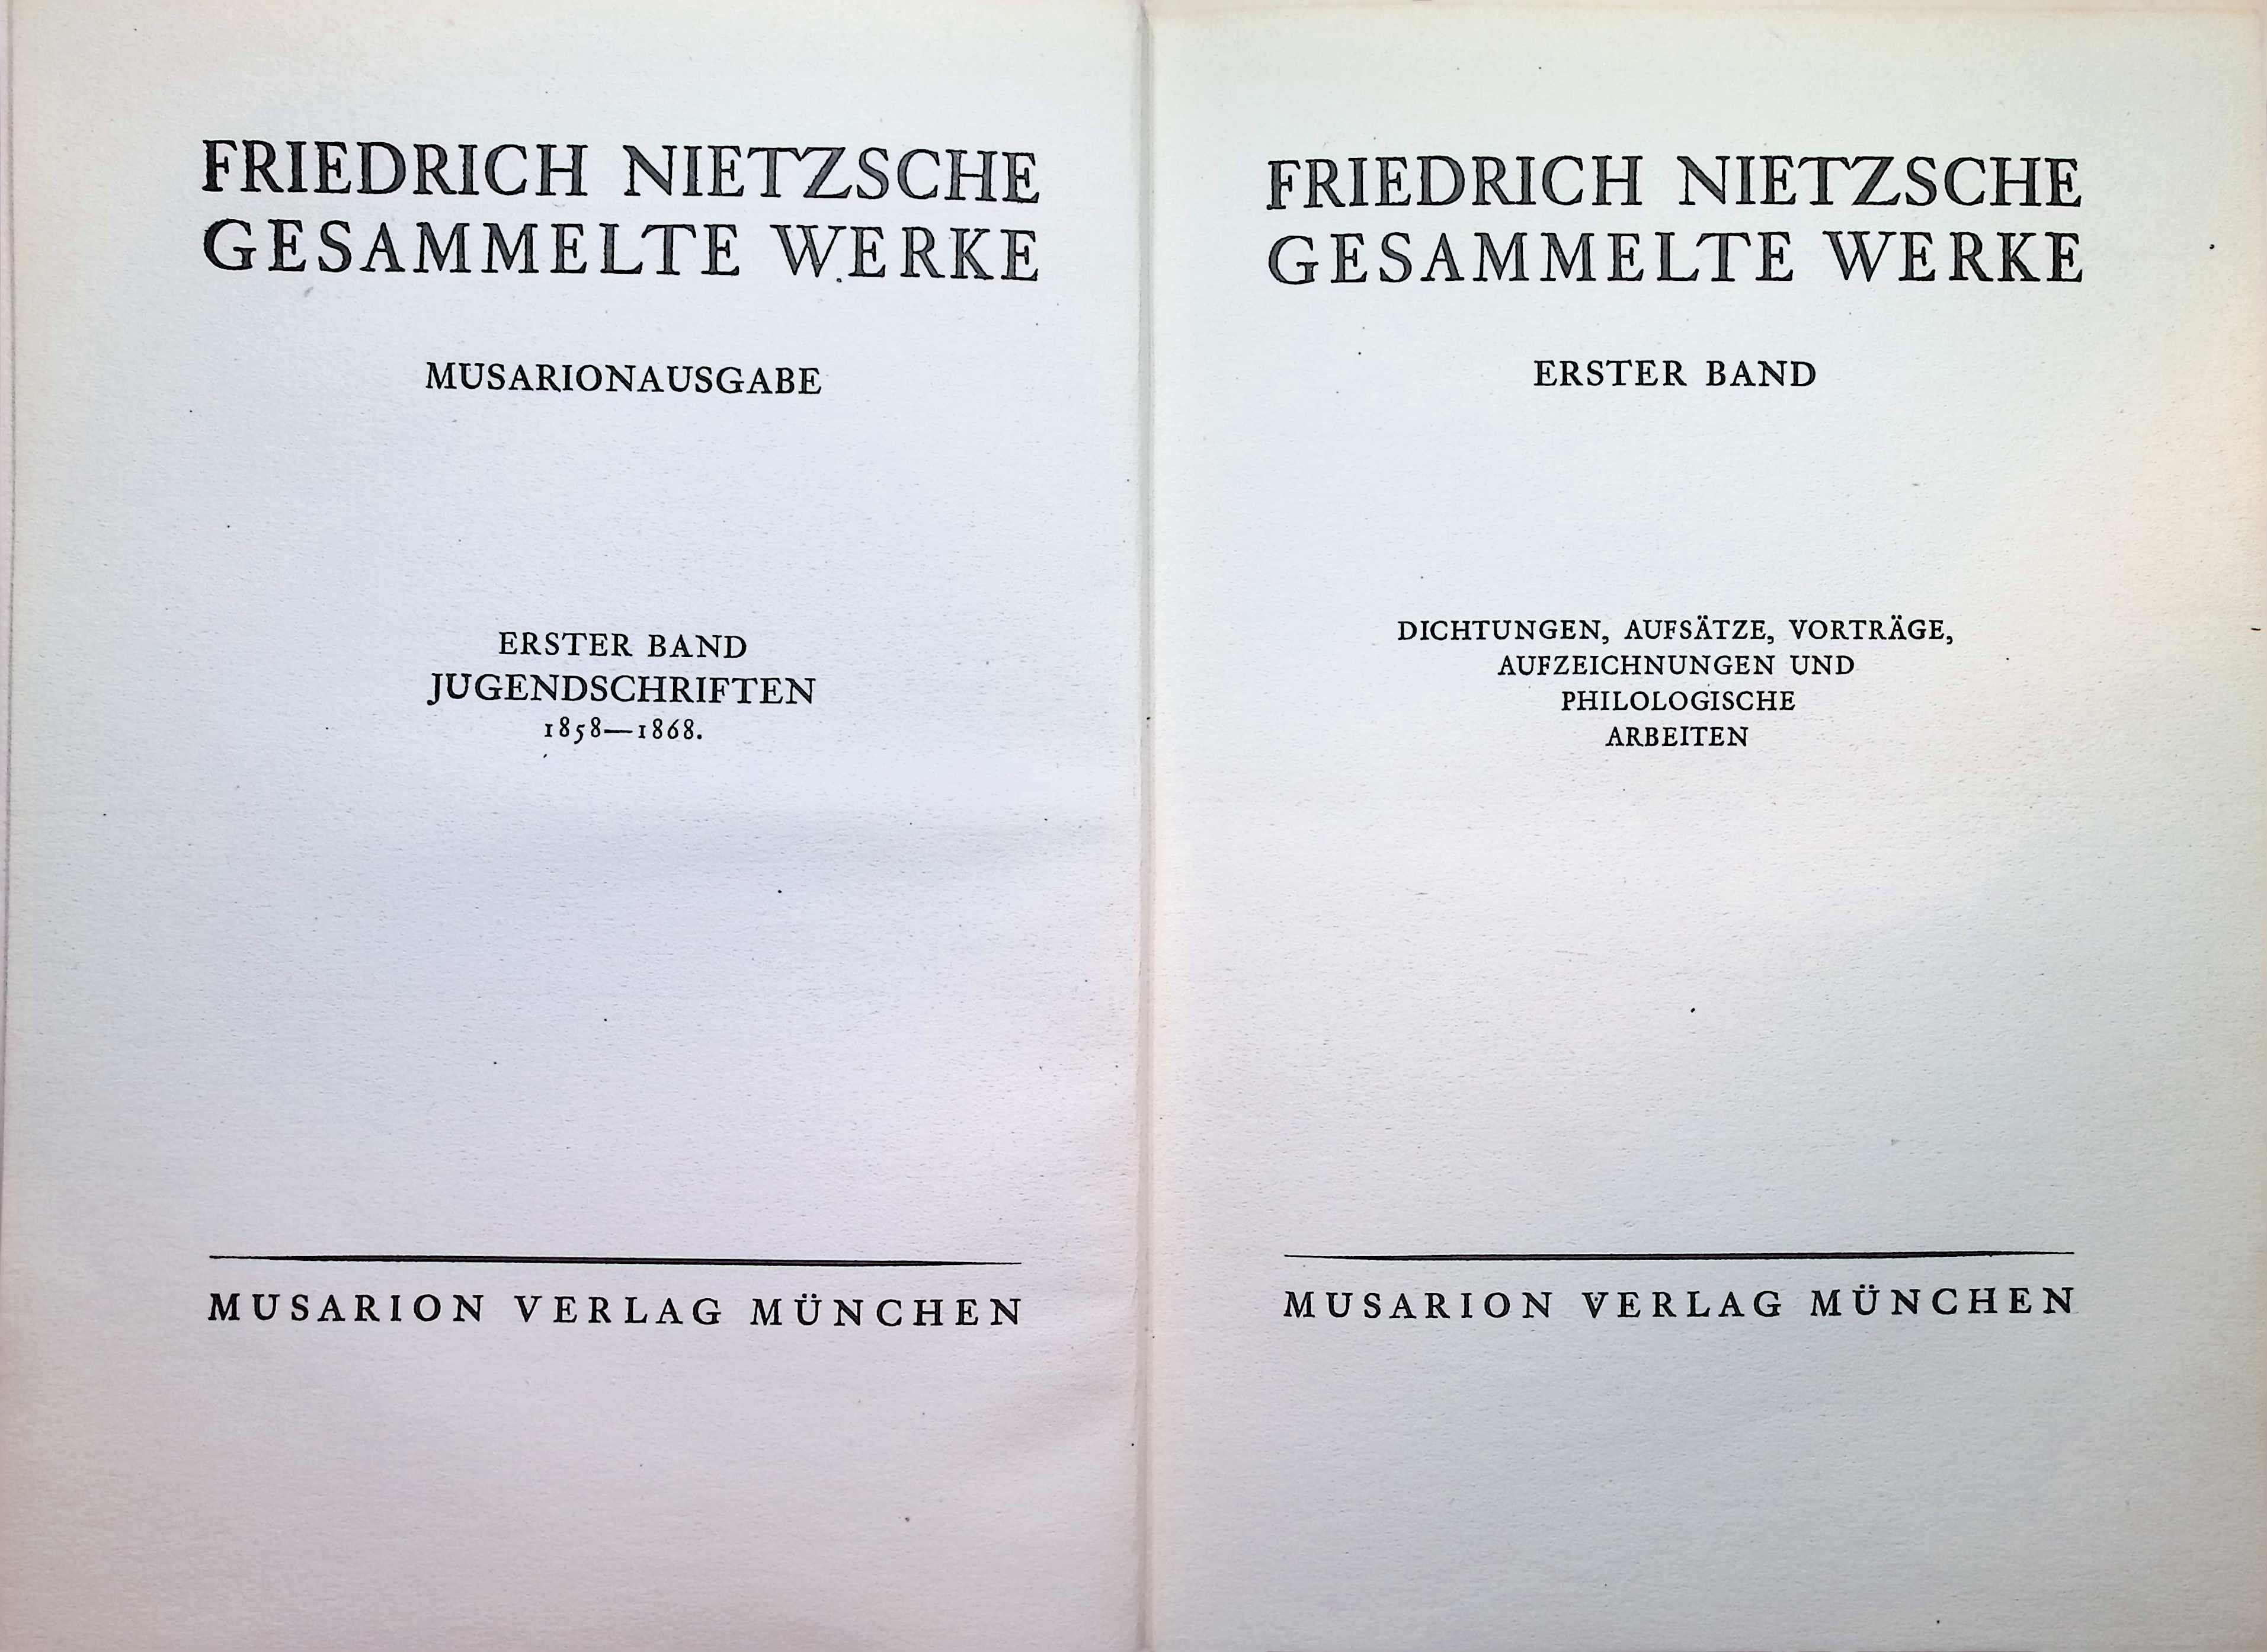 FRIEDRICH NIETZSCHE
GESAMMELTE WERKE
MUSARIONAUSGABE
ERSTER BAND
JUGENDSCHRIFTEN
1858—1868.
MUSARION VERLAG MÜNCHEN
FRIEDRICH NIETZSCHE
GESAMMELTE WERKE
ERSTER BAND
DICHTUNGEN, AUFSÄTZE, VORTRÄGE,
AUFZEICHNUNGEN UND
PHILOLOGISCHE
ARBEITEN
MUSARION VERLAG MÜNCHEN